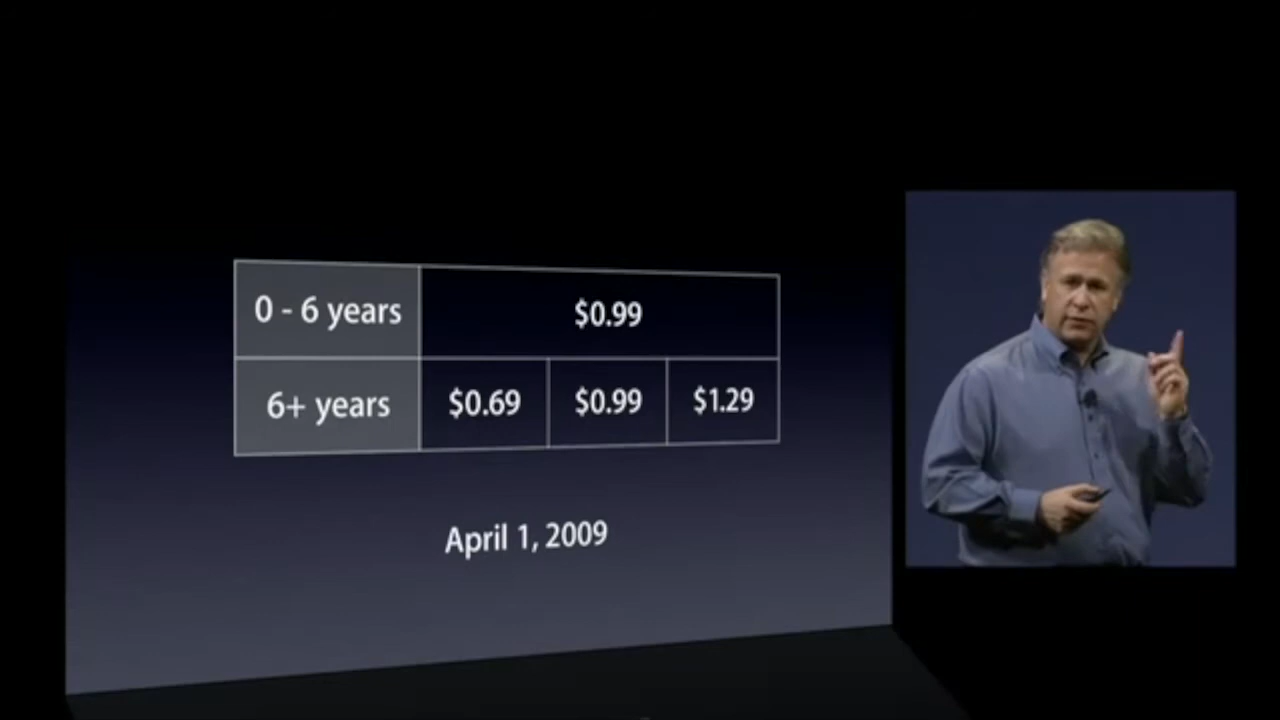 0 - 6 years $0.99
6+ years $0.69 $0.99 $1.29
April 1, 2009